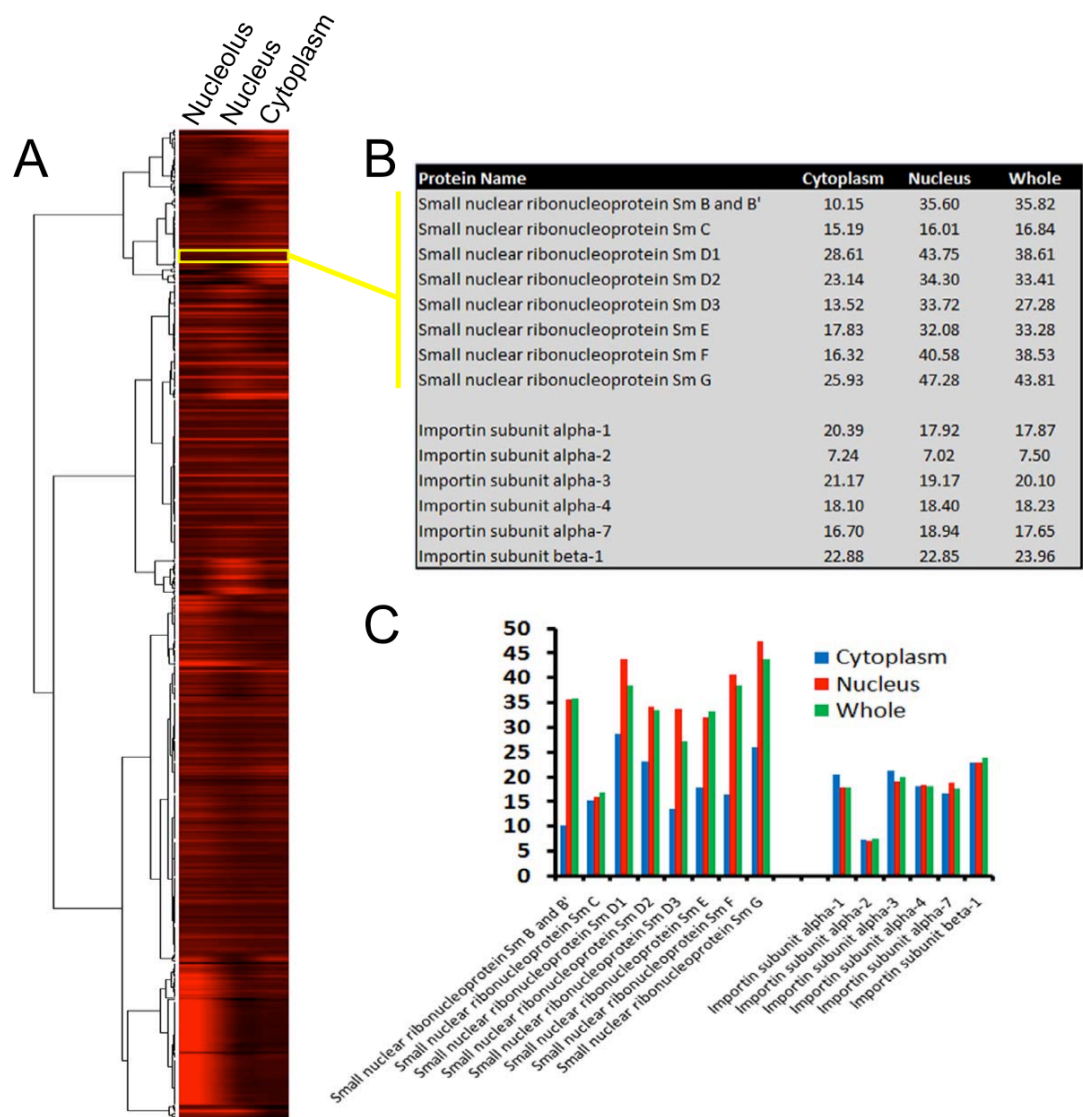 Nucleolus
Nucleus
Cytoplasm
A
B
Protein Name Cytoplasm Nucleus Whole
Small nuclear ribonucleoprotein Sm B and B' 10.15 35.60 35.82
Small nuclear ribonucleoprotein Sm C 15.19 16.01 16.84
Small nuclear ribonucleoprotein Sm D1 28.61 43.75 38.61
Small nuclear ribonucleoprotein Sm D2 23.14 34.30 33.41
Small nuclear ribonucleoprotein Sm D3 13.52 33.72 27.28
Small nuclear ribonucleoprotein Sm E 17.83 32.08 33.28
Small nuclear ribonucleoprotein Sm F 16.32 40.58 38.53
Small nuclear ribonucleoprotein Sm G 25.93 47.28 43.81
Importin subunit alpha-1 20.39 17.92 17.87
Importin subunit alpha-2 7.24 7.02 7.50
Importin subunit alpha-3 21.17 19.17 20.10
Importin subunit alpha-4 18.10 18.40 18.23
Importin subunit alpha-7 16.70 18.94 17.65
Importin subunit beta-1 22.88 22.85 23.96
C
50
45
40
35
30
25
20
15
10
5
0
Cytoplasm
Nucleus
Whole
Small nuclear ribonucleoprotein Sm B and B'
Small nuclear ribonucleoprotein Sm C
Small nuclear ribonucleoprotein Sm D1
Small nuclear ribonucleoprotein Sm D2
Small nuclear ribonucleoprotein Sm D3
Small nuclear ribonucleoprotein Sm E
Small nuclear ribonucleoprotein Sm F
Small nuclear ribonucleoprotein Sm G
Importin subunit alpha-1
Importin subunit alpha-2
Importin subunit alpha-3
Importin subunit alpha-4
Importin subunit alpha-7
Importin subunit beta-1